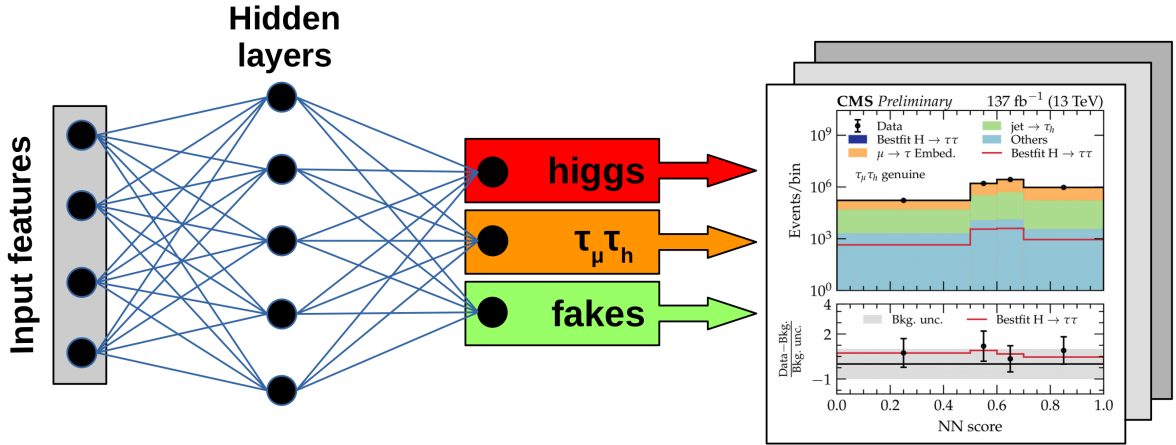 Hidden
layers
Input features
higgs
τμτh
fakes
CMS Preliminary 137 fb⁻¹ (13 TeV)
Data
Bestfit H → ττ
μ → τ Embed.
jet → τh
Others
Bestfit H → ττ
τμτh genuine
Events/bin
10⁹
10⁶
10³
10⁰
Bkg. unc.
Bestfit H → ττ
Data−Bkg.
Bkg. unc.
4
2
−1
0.0 0.2 0.4 0.6 0.8 1.0
NN score